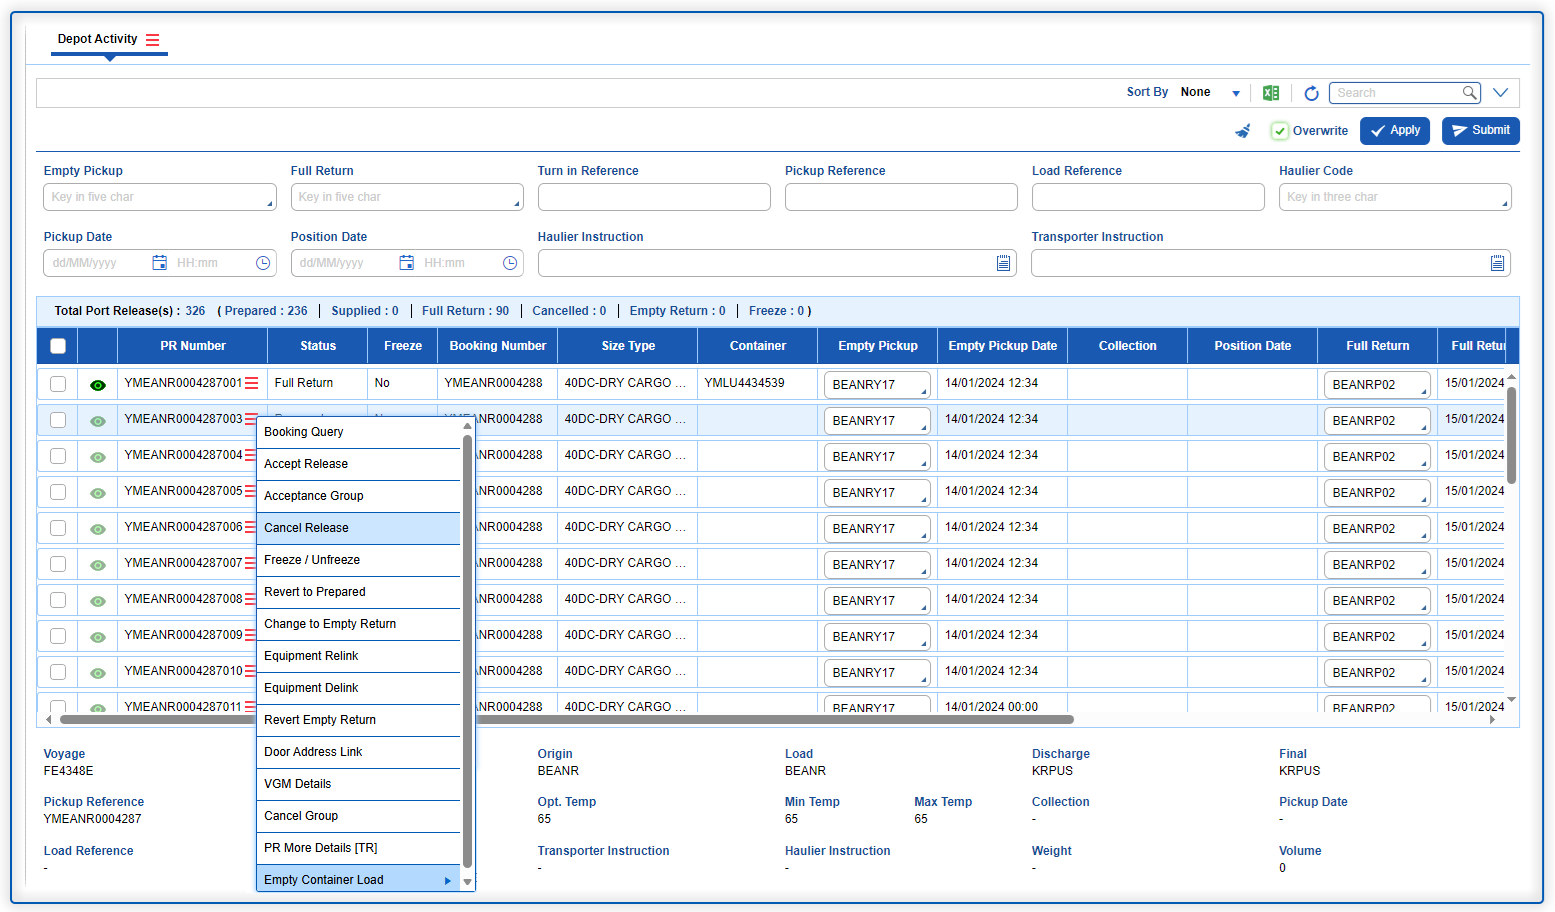 Depot Activity
Sort By None Search
Overwrite Apply Submit
Empty Pickup Full Return Turn in Reference Pickup Reference Load Reference Haulier Code
Key in five char Key in five char Key in three char
Pickup Date Position Date Haulier Instruction Transporter Instruction
dd/MM/yyyy HH:mm dd/MM/yyyy HH:mm
Total Port Release(s) : 326 ( Prepared : 236 | Supplied : 0 | Full Return : 90 | Cancelled : 0 | Empty Return : 0 | Freeze : 0 )
PR Number Status Freeze Booking Number Size Type Container Empty Pickup Empty Pickup Date Collection Position Date Full Return Full Retur
YMEANR0004287001 Full Return No YMEANR0004288 40DC-DRY CARGO ... YMLU4434539 BEANRY17 14/01/2024 12:34 BEANRP02 15/01/2024
YMEANR0004287003 40DC-DRY CARGO ... BEANRY17 14/01/2024 12:34 BEANRP02 15/01/2024
Booking Query
YMEANR0004287004 NR0004288 40DC-DRY CARGO ... BEANRY17 14/01/2024 12:34 BEANRP02 15/01/2024
Accept Release
YMEANR0004287005 NR0004288 40DC-DRY CARGO ... BEANRY17 14/01/2024 12:34 BEANRP02 15/01/2024
Acceptance Group
YMEANR0004287006 NR0004288 40DC-DRY CARGO ... BEANRY17 14/01/2024 12:34 BEANRP02 15/01/2024
Cancel Release
YMEANR0004287007 NR0004288 40DC-DRY CARGO ... BEANRY17 14/01/2024 12:34 BEANRP02 15/01/2024
Freeze / Unfreeze
YMEANR0004287008 NR0004288 40DC-DRY CARGO ... BEANRY17 14/01/2024 12:34 BEANRP02 15/01/2024
Revert to Prepared
Change to Empty Return
YMEANR0004287009 NR0004288 40DC-DRY CARGO ... BEANRY17 14/01/2024 12:34 BEANRP02 15/01/2024
Equipment Relink
YMEANR0004287010 NR0004288 40DC-DRY CARGO ... BEANRY17 14/01/2024 12:34 BEANRP02 15/01/2024
Equipment Delink
YMEANR0004287011 NR0004288 40DC-DRY CARGO ... BEANRY17 14/01/2024 00:00 BEANRP02 15/01/2024
Revert Empty Return
Door Address Link
VGM Details
Cancel Group
PR More Details [TR]
Empty Container Load
Voyage Origin Load Discharge Final
FE4348E BEANR BEANR KRPUS KRPUS
Pickup Reference Opt. Temp Min Temp Max Temp Collection Pickup Date
YMEANR0004287 65 65 65 - -
Load Reference Transporter Instruction Haulier Instruction Weight Volume
- - - - 0